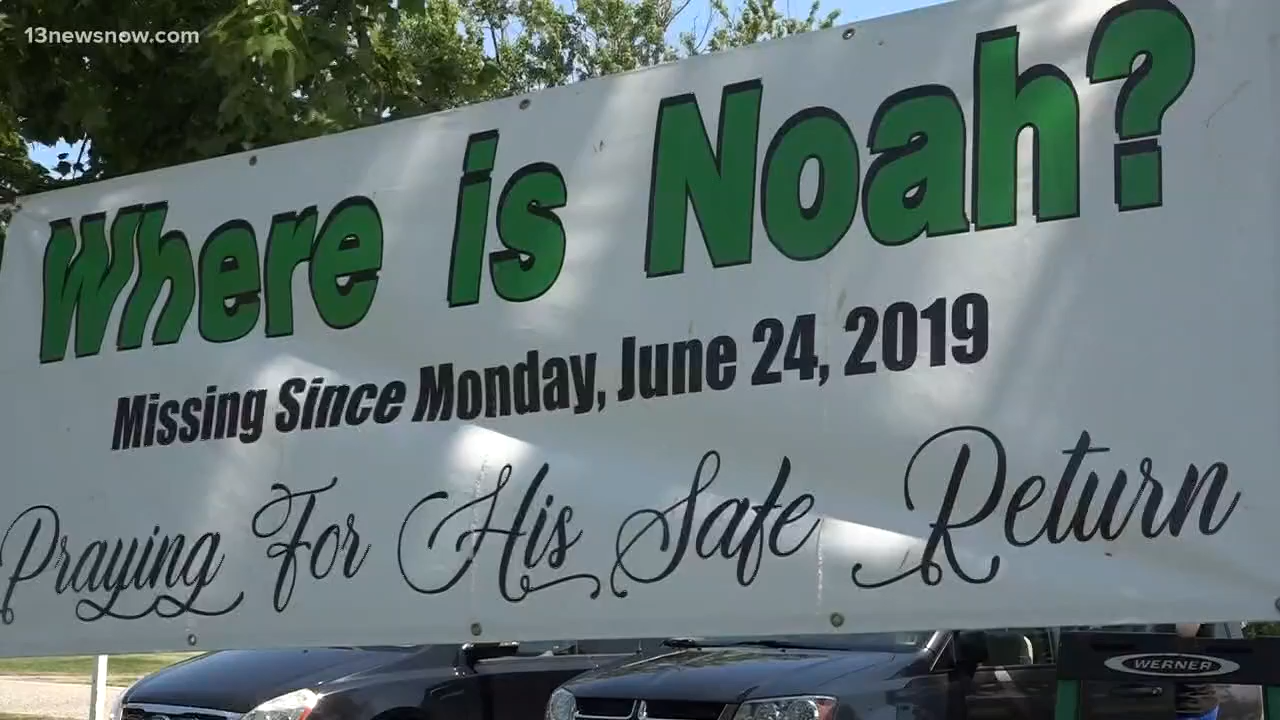 13newsnow.com
Where is Noah?
Missing Since Monday, June 24, 2019
Praying For His Safe Return
WERNER